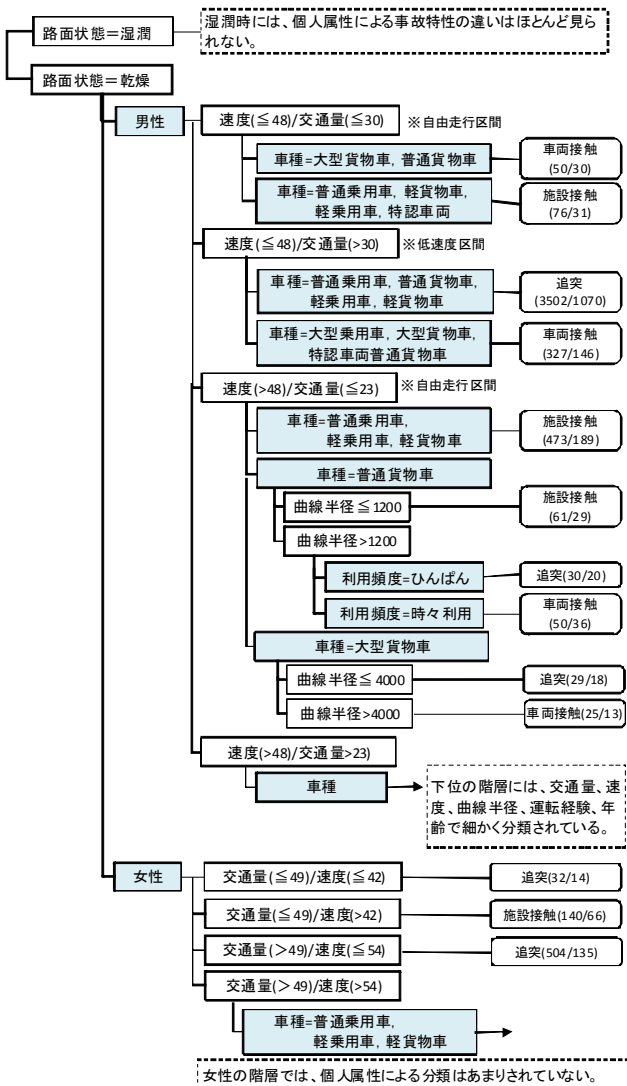 路面状態＝湿潤
湿潤時には、個人属性による事故特性の違いはほとんど見ら
れない。
路面状態＝乾燥
男性
速度(≦48)/交通量(≦30)
※自由走行区間
車種=大型貨物車, 普通貨物車
車両接触
(50/30)
車種=普通乗用車, 軽貨物車,
軽乗用車, 特認車両
施設接触
(76/31)
速度(≦48)/交通量(>30)
※低速度区間
車種=普通乗用車, 普通貨物車,
軽乗用車, 軽貨物車
追突
(3502/1070)
車種=大型乗用車, 大型貨物車,
特認車両普通貨物車
車両接触
(327/146)
速度(>48)/交通量(≦23)
※自由走行区間
車種=普通乗用車,
軽乗用車, 軽貨物車
施設接触
(473/189)
車種=普通貨物車
曲線半径≦1200
施設接触
(61/29)
曲線半径>1200
利用頻度=ひんぱん
追突(30/20)
利用頻度=時々利用
車両接触
(50/36)
車種=大型貨物車
曲線半径≦4000
追突(29/18)
曲線半径>4000
車両接触(25/13)
速度(>48)/交通量>23)
車種
下位の階層には、交通量、速
度、曲線半径、運転経験、年
齢で細かく分類されている。
女性
交通量(≦49)/速度(≦42)
追突(32/14)
交通量(≦49)/速度(>42)
施設接触(140/66)
交通量(＞49)/速度(≦54)
追突(504/135)
交通量(＞49)/速度(>54)
車種=普通乗用車,
軽乗用車, 軽貨物車
女性の階層では、個人属性による分類はあまりされていない。